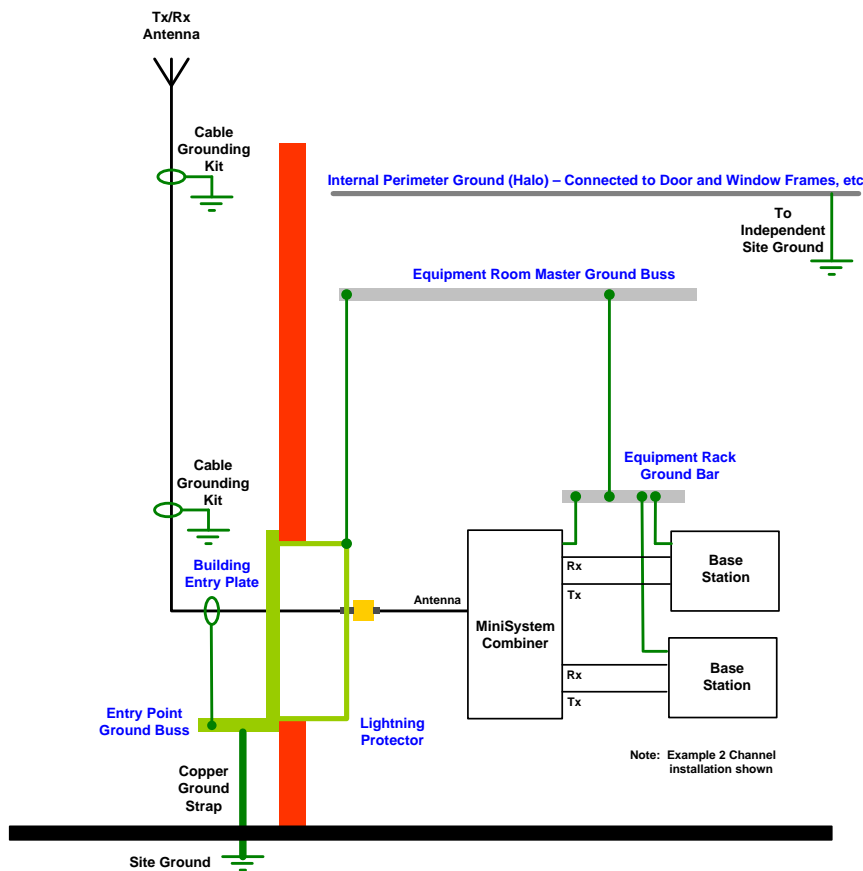 Tx/Rx
Antenna
Cable
Grounding
Kit
Internal Perimeter Ground (Halo) – Connected to Door and Window Frames, etc
To
Independent
Site Ground
Equipment Room Master Ground Buss
Cable
Grounding
Kit
Equipment Rack
Ground Bar
Building
Entry Plate
Antenna
MiniSystem
Combiner
Rx
Tx
Base
Station
Rx
Tx
Base
Station
Entry Point
Ground Buss
Lightning
Protector
Note: Example 2 Channel
installation shown
Copper
Ground
Strap
Site Ground